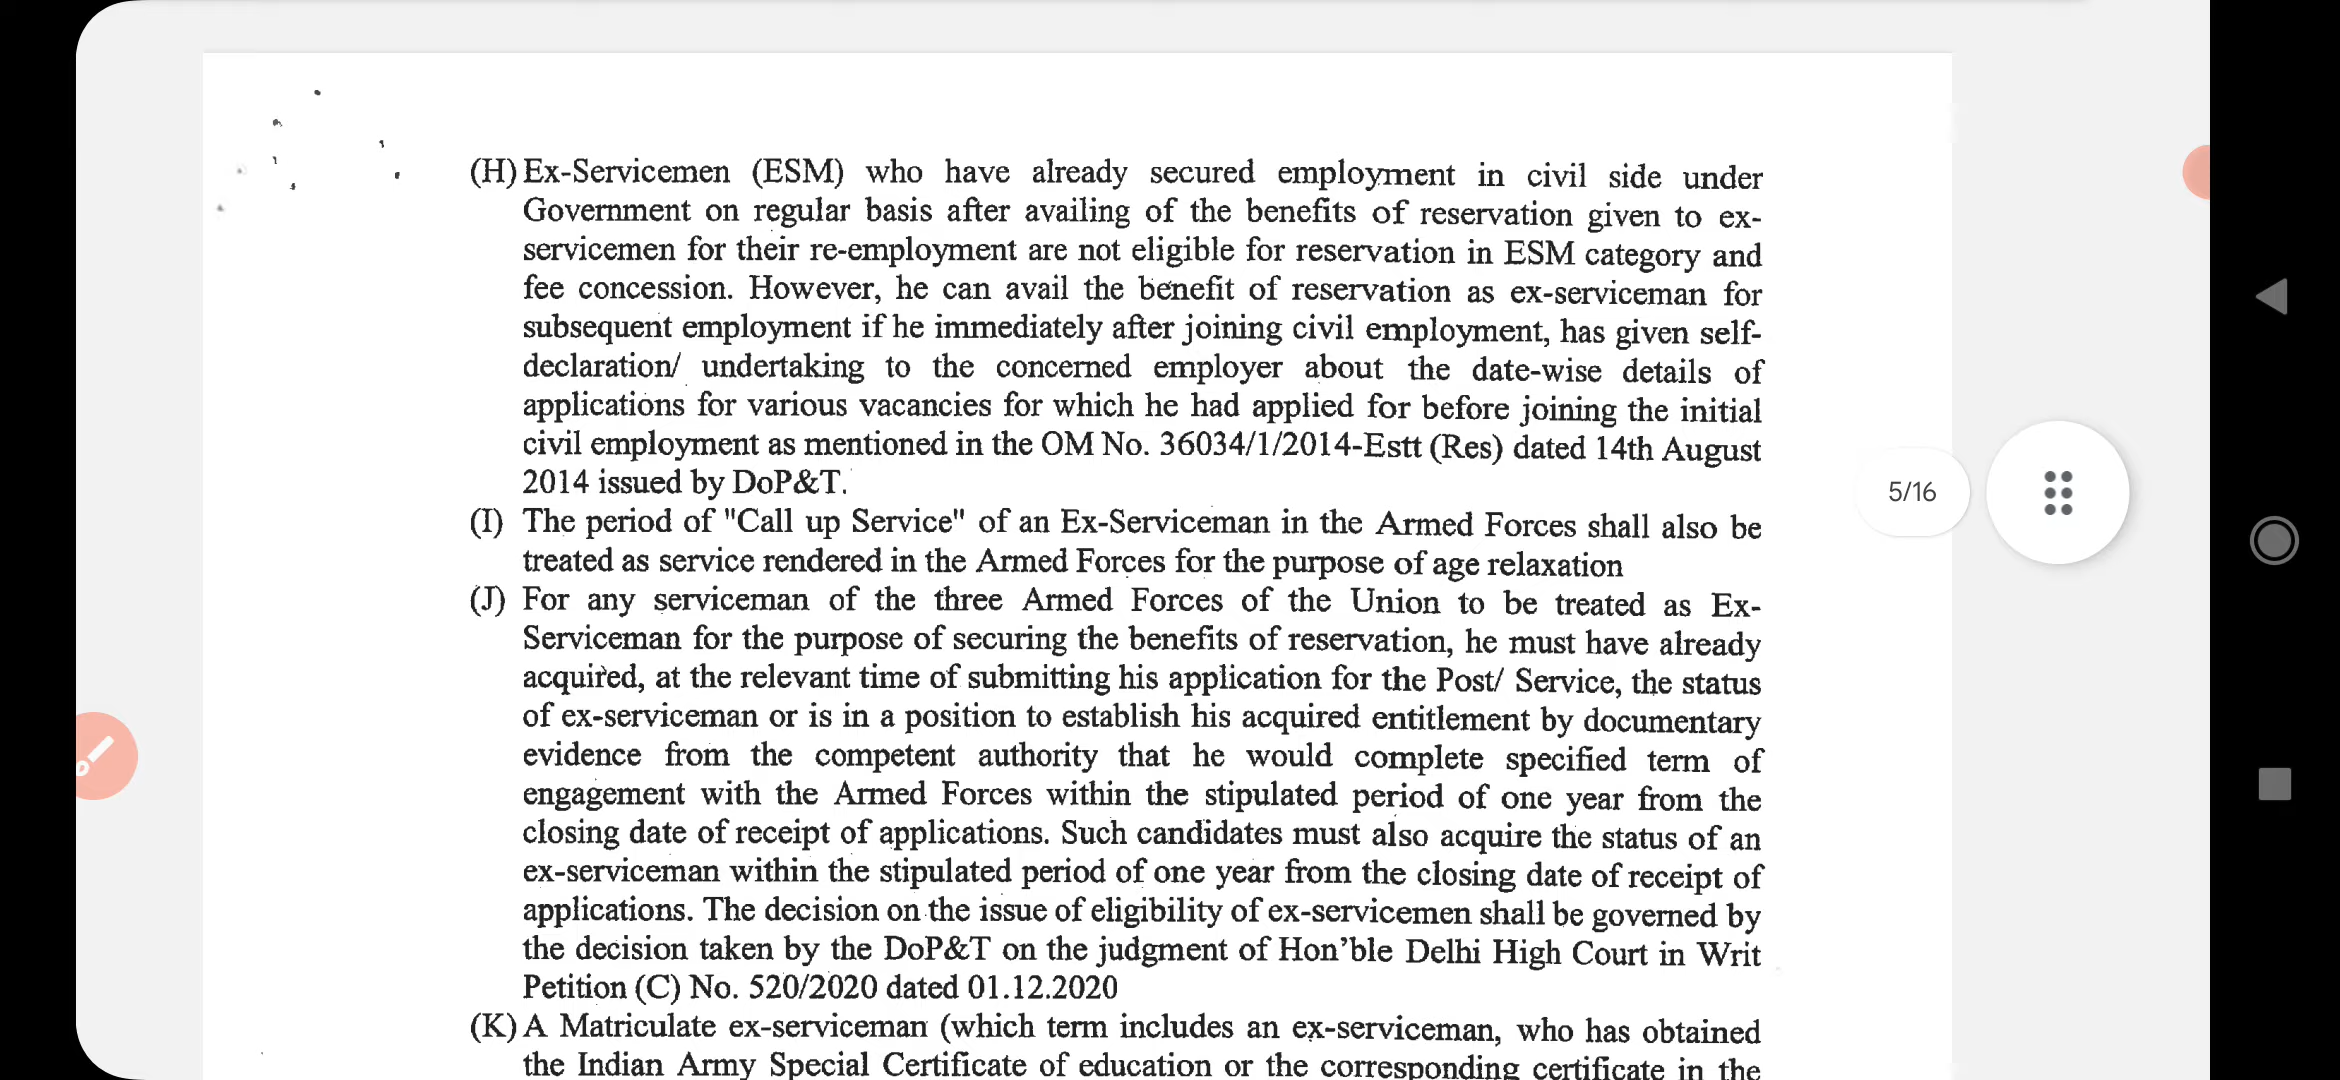 (H) Ex-Servicemen (ESM) who have already secured employment in civil side under
Government on regular basis after availing of the benefits of reservation given to ex-
servicemen for their re-employment are not eligible for reservation in ESM category and
fee concession. However, he can avail the benefit of reservation as ex-serviceman for
subsequent employment if he immediately after joining civil employment, has given self-
declaration/ undertaking to the concerned employer about the date-wise details of
applications for various vacancies for which he had applied for before joining the initial
civil employment as mentioned in the OM No. 36034/1/2014-Estt (Res) dated 14th August
2014 issued by DoP&T.
5/16
(I) The period of "Call up Service" of an Ex-Serviceman in the Armed Forces shall also be
treated as service rendered in the Armed Forces for the purpose of age relaxation
(J) For any serviceman of the three Armed Forces of the Union to be treated as Ex-
Serviceman for the purpose of securing the benefits of reservation, he must have already
acquired, at the relevant time of submitting his application for the Post/ Service, the status
of ex-serviceman or is in a position to establish his acquired entitlement by documentary
evidence from the competent authority that he would complete specified term of
engagement with the Armed Forces within the stipulated period of one year from the
closing date of receipt of applications. Such candidates must also acquire the status of an
ex-serviceman within the stipulated period of one year from the closing date of receipt of
applications. The decision on the issue of eligibility of ex-servicemen shall be governed by
the decision taken by the DoP&T on the judgment of Hon’ble Delhi High Court in Writ
Petition (C) No. 520/2020 dated 01.12.2020
(K) A Matriculate ex-serviceman (which term includes an ex-serviceman, who has obtained
the Indian Army Special Certificate of education or the corresponding certificate in the